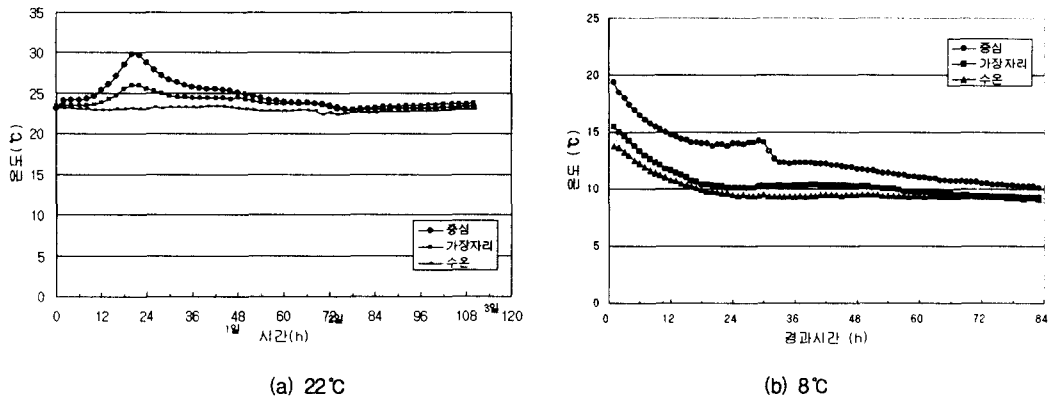 35
30
25
20
15
10
5
0
온도(℃)
중심
가장자리
수온
0 12 24 36 48 60 72 84 96 108 120
1일 2일 3일
시간(h)
(a) 22℃
25
20
15
10
5
0
온도(℃)
중심
가장자리
수온
0 12 24 36 48 60 72 84
경과시간 (h)
(b) 8℃